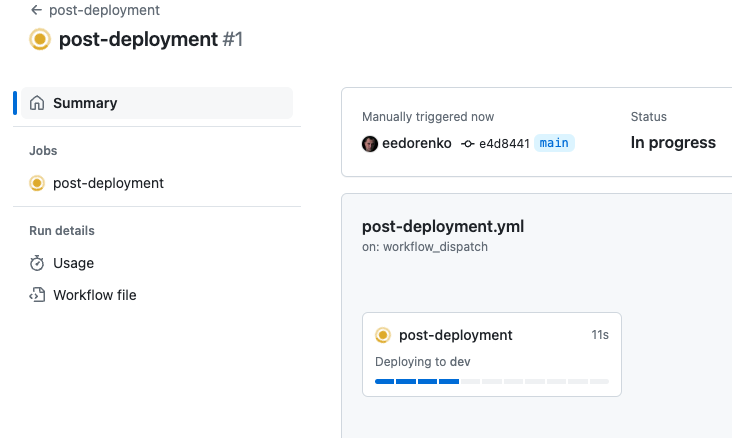 ← post-deployment
post-deployment #1
Summary
Jobs
post-deployment
Run details
Usage
Workflow file
Manually triggered now
eedorenko e4d8441 main
Status
In progress
post-deployment.yml
on: workflow_dispatch
post-deployment 11s
Deploying to dev